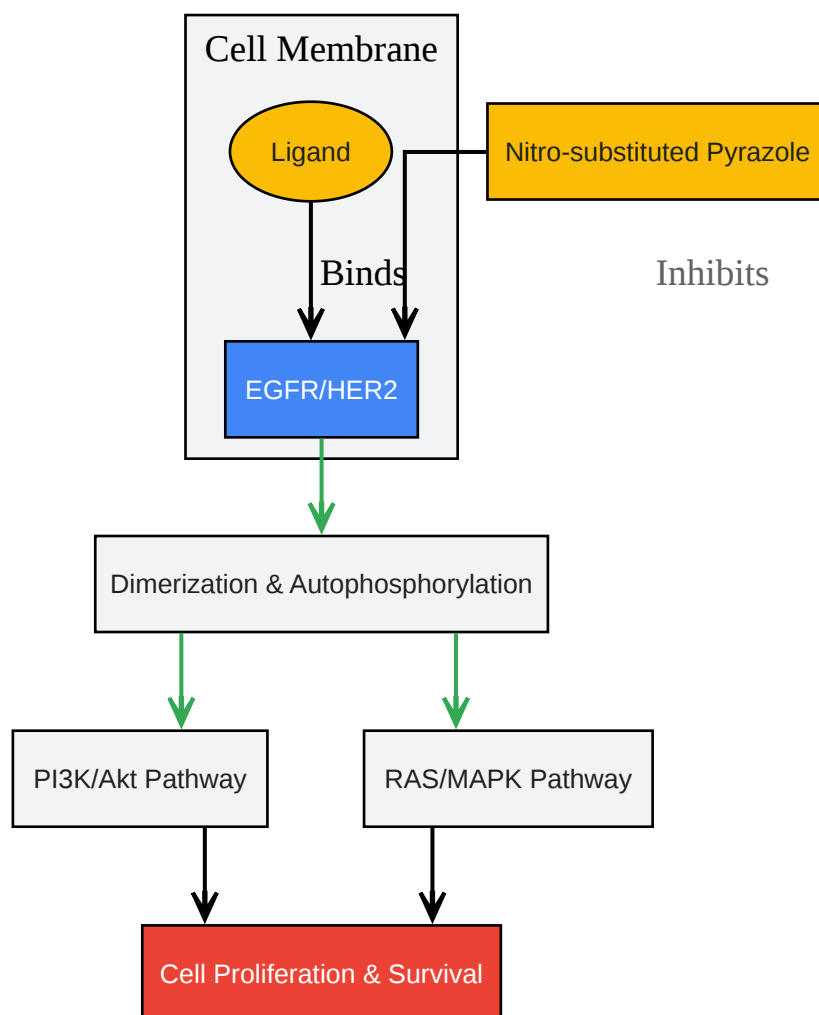 Cell Membrane
Ligand
Nitro-substituted Pyrazole
Binds
Inhibits
EGFR/HER2
Dimerization & Autophosphorylation
PI3K/Akt Pathway
RAS/MAPK Pathway
Cell Proliferation & Survival